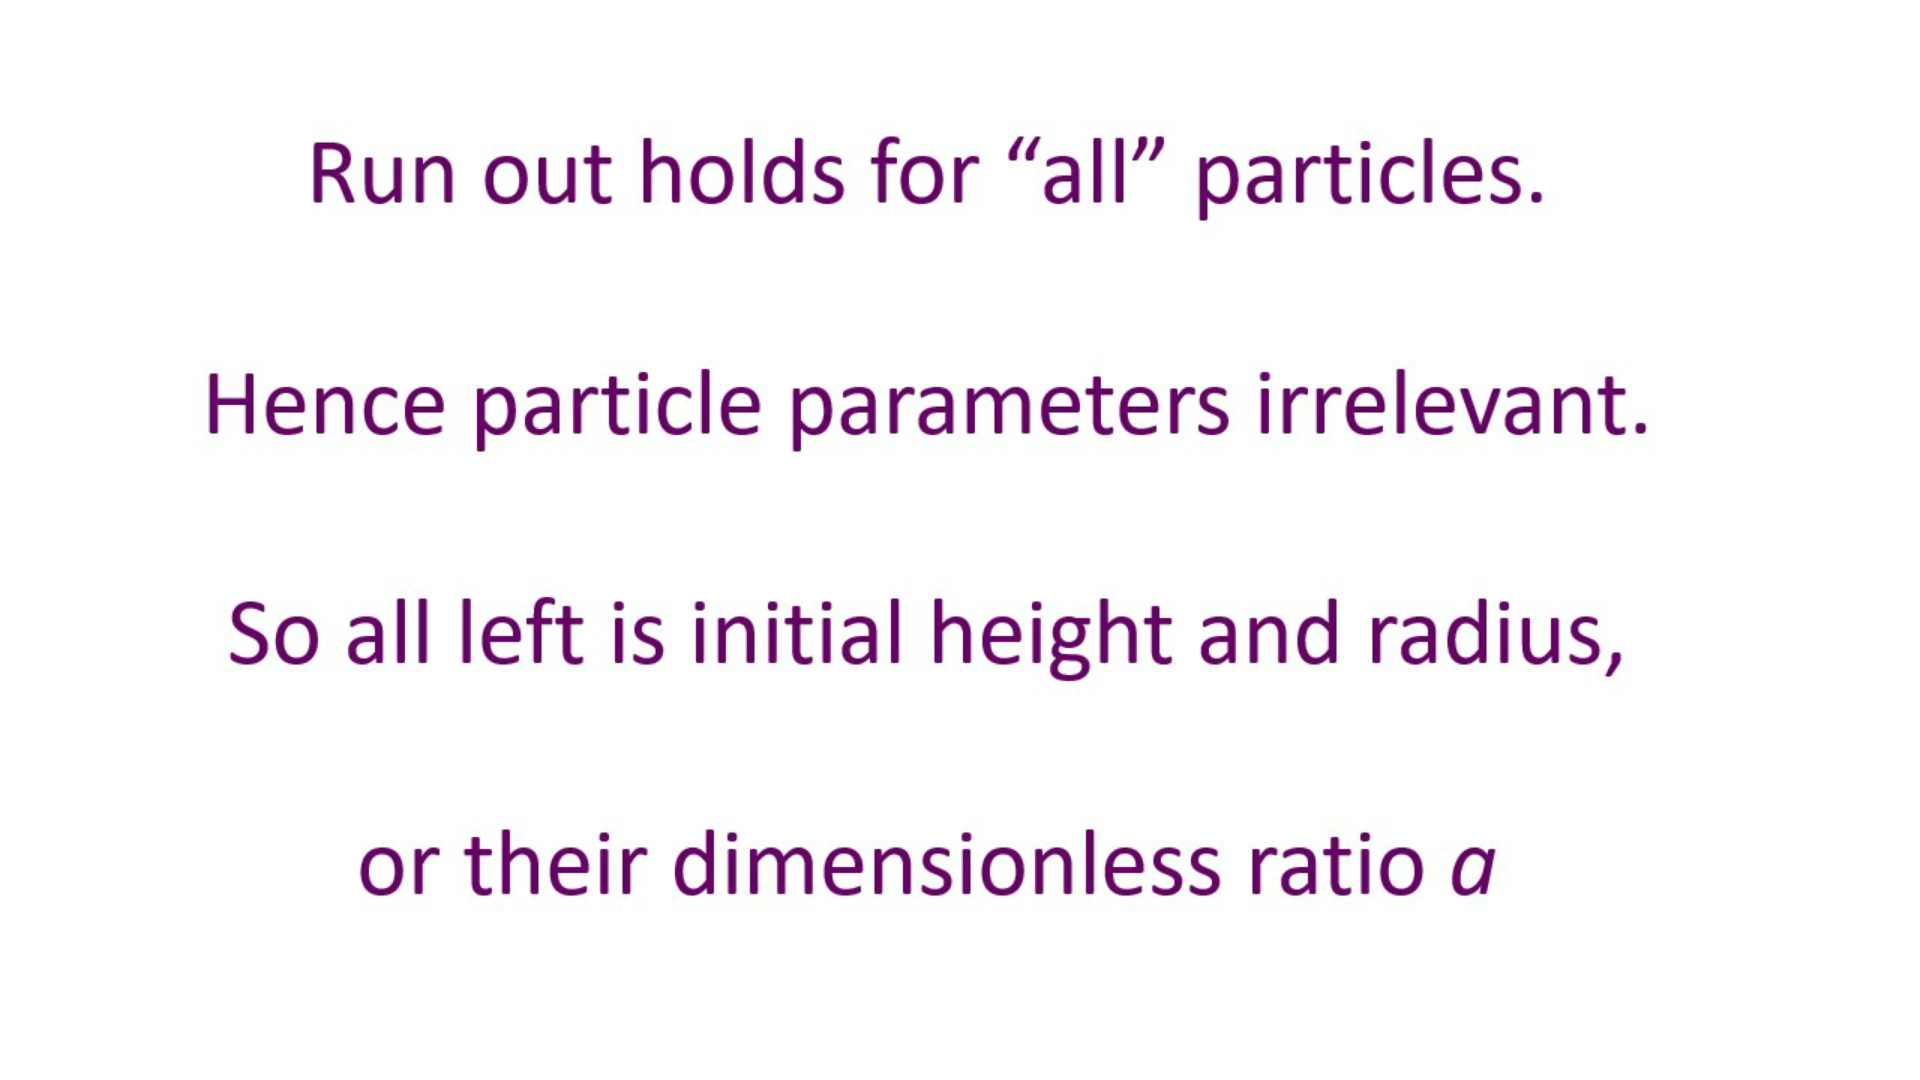 Run out holds for “all” particles.
Hence particle parameters irrelevant.
So all left is initial height and radius,
or their dimensionless ratio a